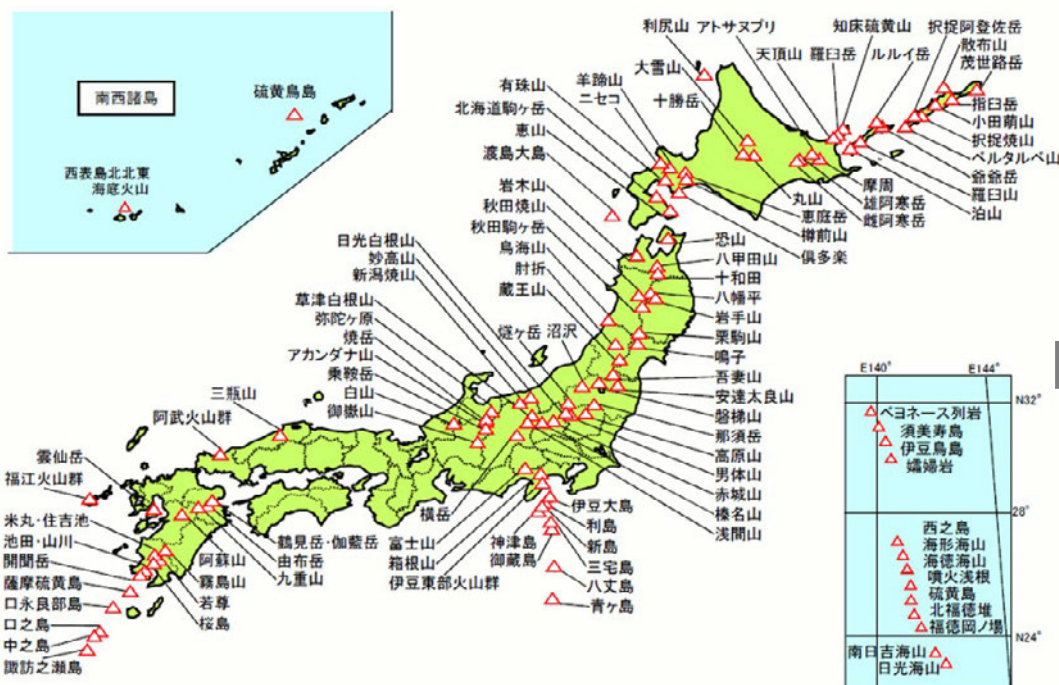 南西諸島
硫黄鳥島
西表島北北東
海底火山
利尻山
アトサヌプリ
知床硫黄山
択捉阿登佐岳
天頂山
羅臼岳
ルルイ岳
散布山
茂世路岳
大雪山
羊蹄山
ニセコ
十勝岳
有珠山
北海道駒ヶ岳
恵山
渡島大島
岩木山
秋田焼山
秋田駒ヶ岳
鳥海山
肘折
蔵王山
指臼岳
小田萌山
択捉焼山
ベルタルベ山
爺爺岳
羅臼山
泊山
摩周
雄阿寒岳
雌阿寒岳
丸山
恵庭岳
樽前山
倶多楽
恐山
八甲田山
十和田
八幡平
岩手山
栗駒山
鳴子
吾妻山
安達太良山
磐梯山
那須岳
高原山
男体山
赤城山
榛名山
浅間山
日光白根山
妙高山
新潟焼山
草津白根山
弥陀ヶ原
焼岳
アカンダナ山
乗鞍岳
白山
御嶽山
燧ヶ岳
沼沢
三瓶山
阿武火山群
雲仙岳
福江火山群
米丸・住吉池
池田・山川
開聞岳
薩摩硫黄島
口永良部島
口之島
中之島
諏訪之瀬島
鶴見岳・伽藍岳
由布岳
九重山
阿蘇山
霧島山
若尊
桜島
横岳
富士山
箱根山
伊豆東部火山群
伊豆大島
利島
新島
神津島
三宅島
御蔵島
八丈島
青ヶ島
E140°
E144°
N32°
ベヨネース列岩
須美寿島
伊豆鳥島
孀婦岩
N28°
西之島
海形海山
海徳海山
噴火浅根
硫黄島
北福徳堆
福徳岡ノ場
N24°
南日吉海山
日光海山